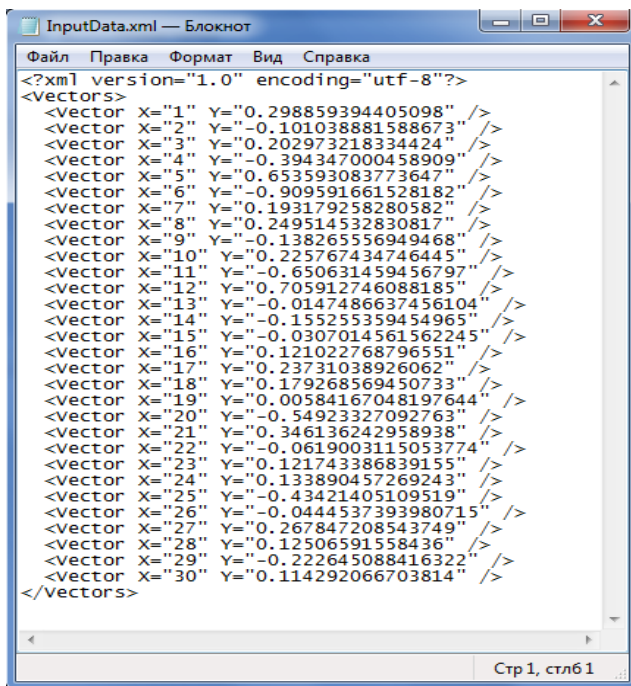 InputData.xml — Блокнот
Файл Правка Формат Вид Справка
<?xml version="1.0" encoding="utf-8"?>
<Vectors>
<Vector X="1" Y="0.298859394405098" />
<Vector X="2" Y="-0.101038881588673" />
<Vector X="3" Y="0.202973218334424" />
<Vector X="4" Y="-0.394347000458909" />
<Vector X="5" Y="0.653593083773647" />
<Vector X="6" Y="-0.909591661528182" />
<Vector X="7" Y="0.193179258280582" />
<Vector X="8" Y="0.249514532830817" />
<Vector X="9" Y="-0.138265556949468" />
<Vector X="10" Y="0.225767434746445" />
<Vector X="11" Y="-0.650631459456797" />
<Vector X="12" Y="0.705912746088185" />
<Vector X="13" Y="-0.0147486637456104" />
<Vector X="14" Y="-0.155255359454965" />
<Vector X="15" Y="-0.0307014561562245" />
<Vector X="16" Y="0.121022768796551" />
<Vector X="17" Y="0.23731038926062" />
<Vector X="18" Y="0.179268569450733" />
<Vector X="19" Y="0.00584167048197644" />
<Vector X="20" Y="-0.54923327092763" />
<Vector X="21" Y="0.346136242958938" />
<Vector X="22" Y="-0.0619003115053774" />
<Vector X="23" Y="0.121743386839155" />
<Vector X="24" Y="0.133890457269243" />
<Vector X="25" Y="-0.43421405109519" />
<Vector X="26" Y="-0.0444537393980715" />
<Vector X="27" Y="0.267847208543749" />
<Vector X="28" Y="0.12506591558436" />
<Vector X="29" Y="-0.222645088416322" />
<Vector X="30" Y="0.114292066703814" />
</Vectors>
Стр 1, стлб 1